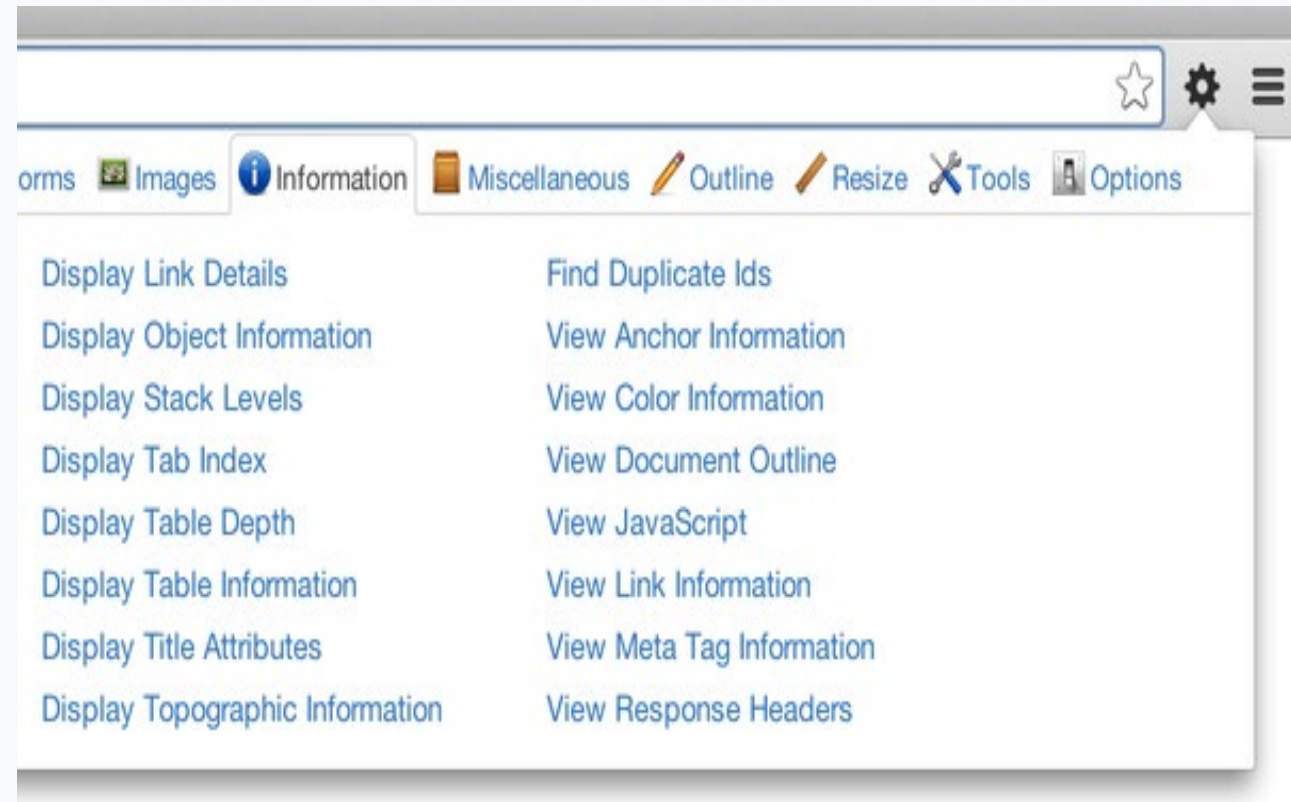 orms Images Information Miscellaneous Outline Resize Tools Options
Display Link Details
Display Object Information
Display Stack Levels
Display Tab Index
Display Table Depth
Display Table Information
Display Title Attributes
Display Topographic Information
Find Duplicate Ids
View Anchor Information
View Color Information
View Document Outline
View JavaScript
View Link Information
View Meta Tag Information
View Response Headers